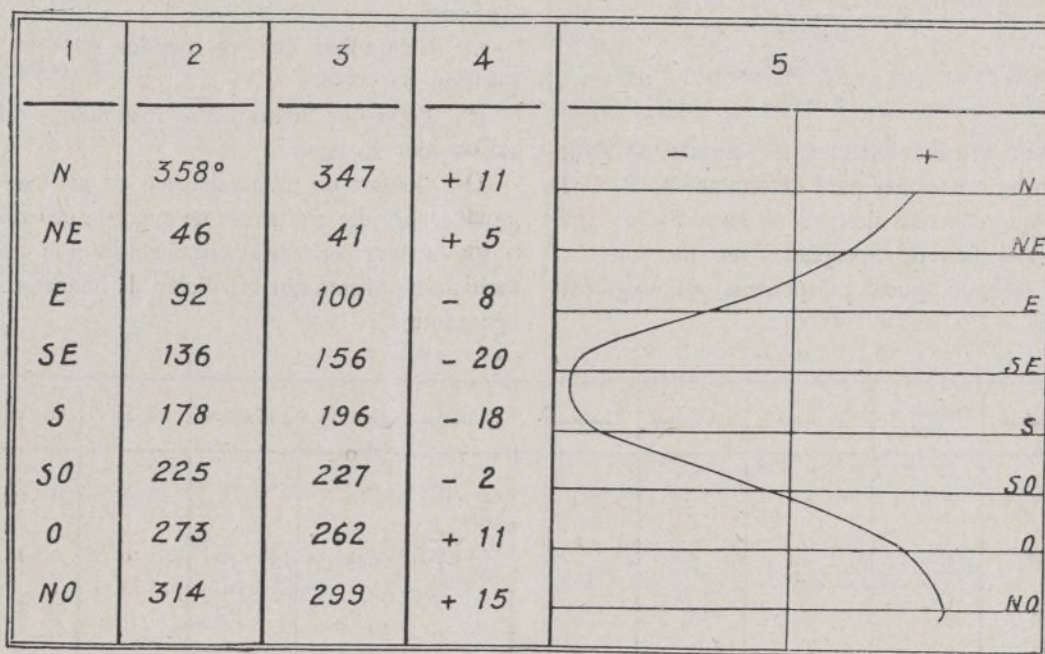 1 2 3 4 5
- +
N 358° 347 + 11 N
NE 46 41 + 5 NE
E 92 100 - 8 E
SE 136 156 - 20 SE
S 178 196 - 18 S
SO 225 227 - 2 SO
O 273 262 + 11 O
NO 314 299 + 15 NO